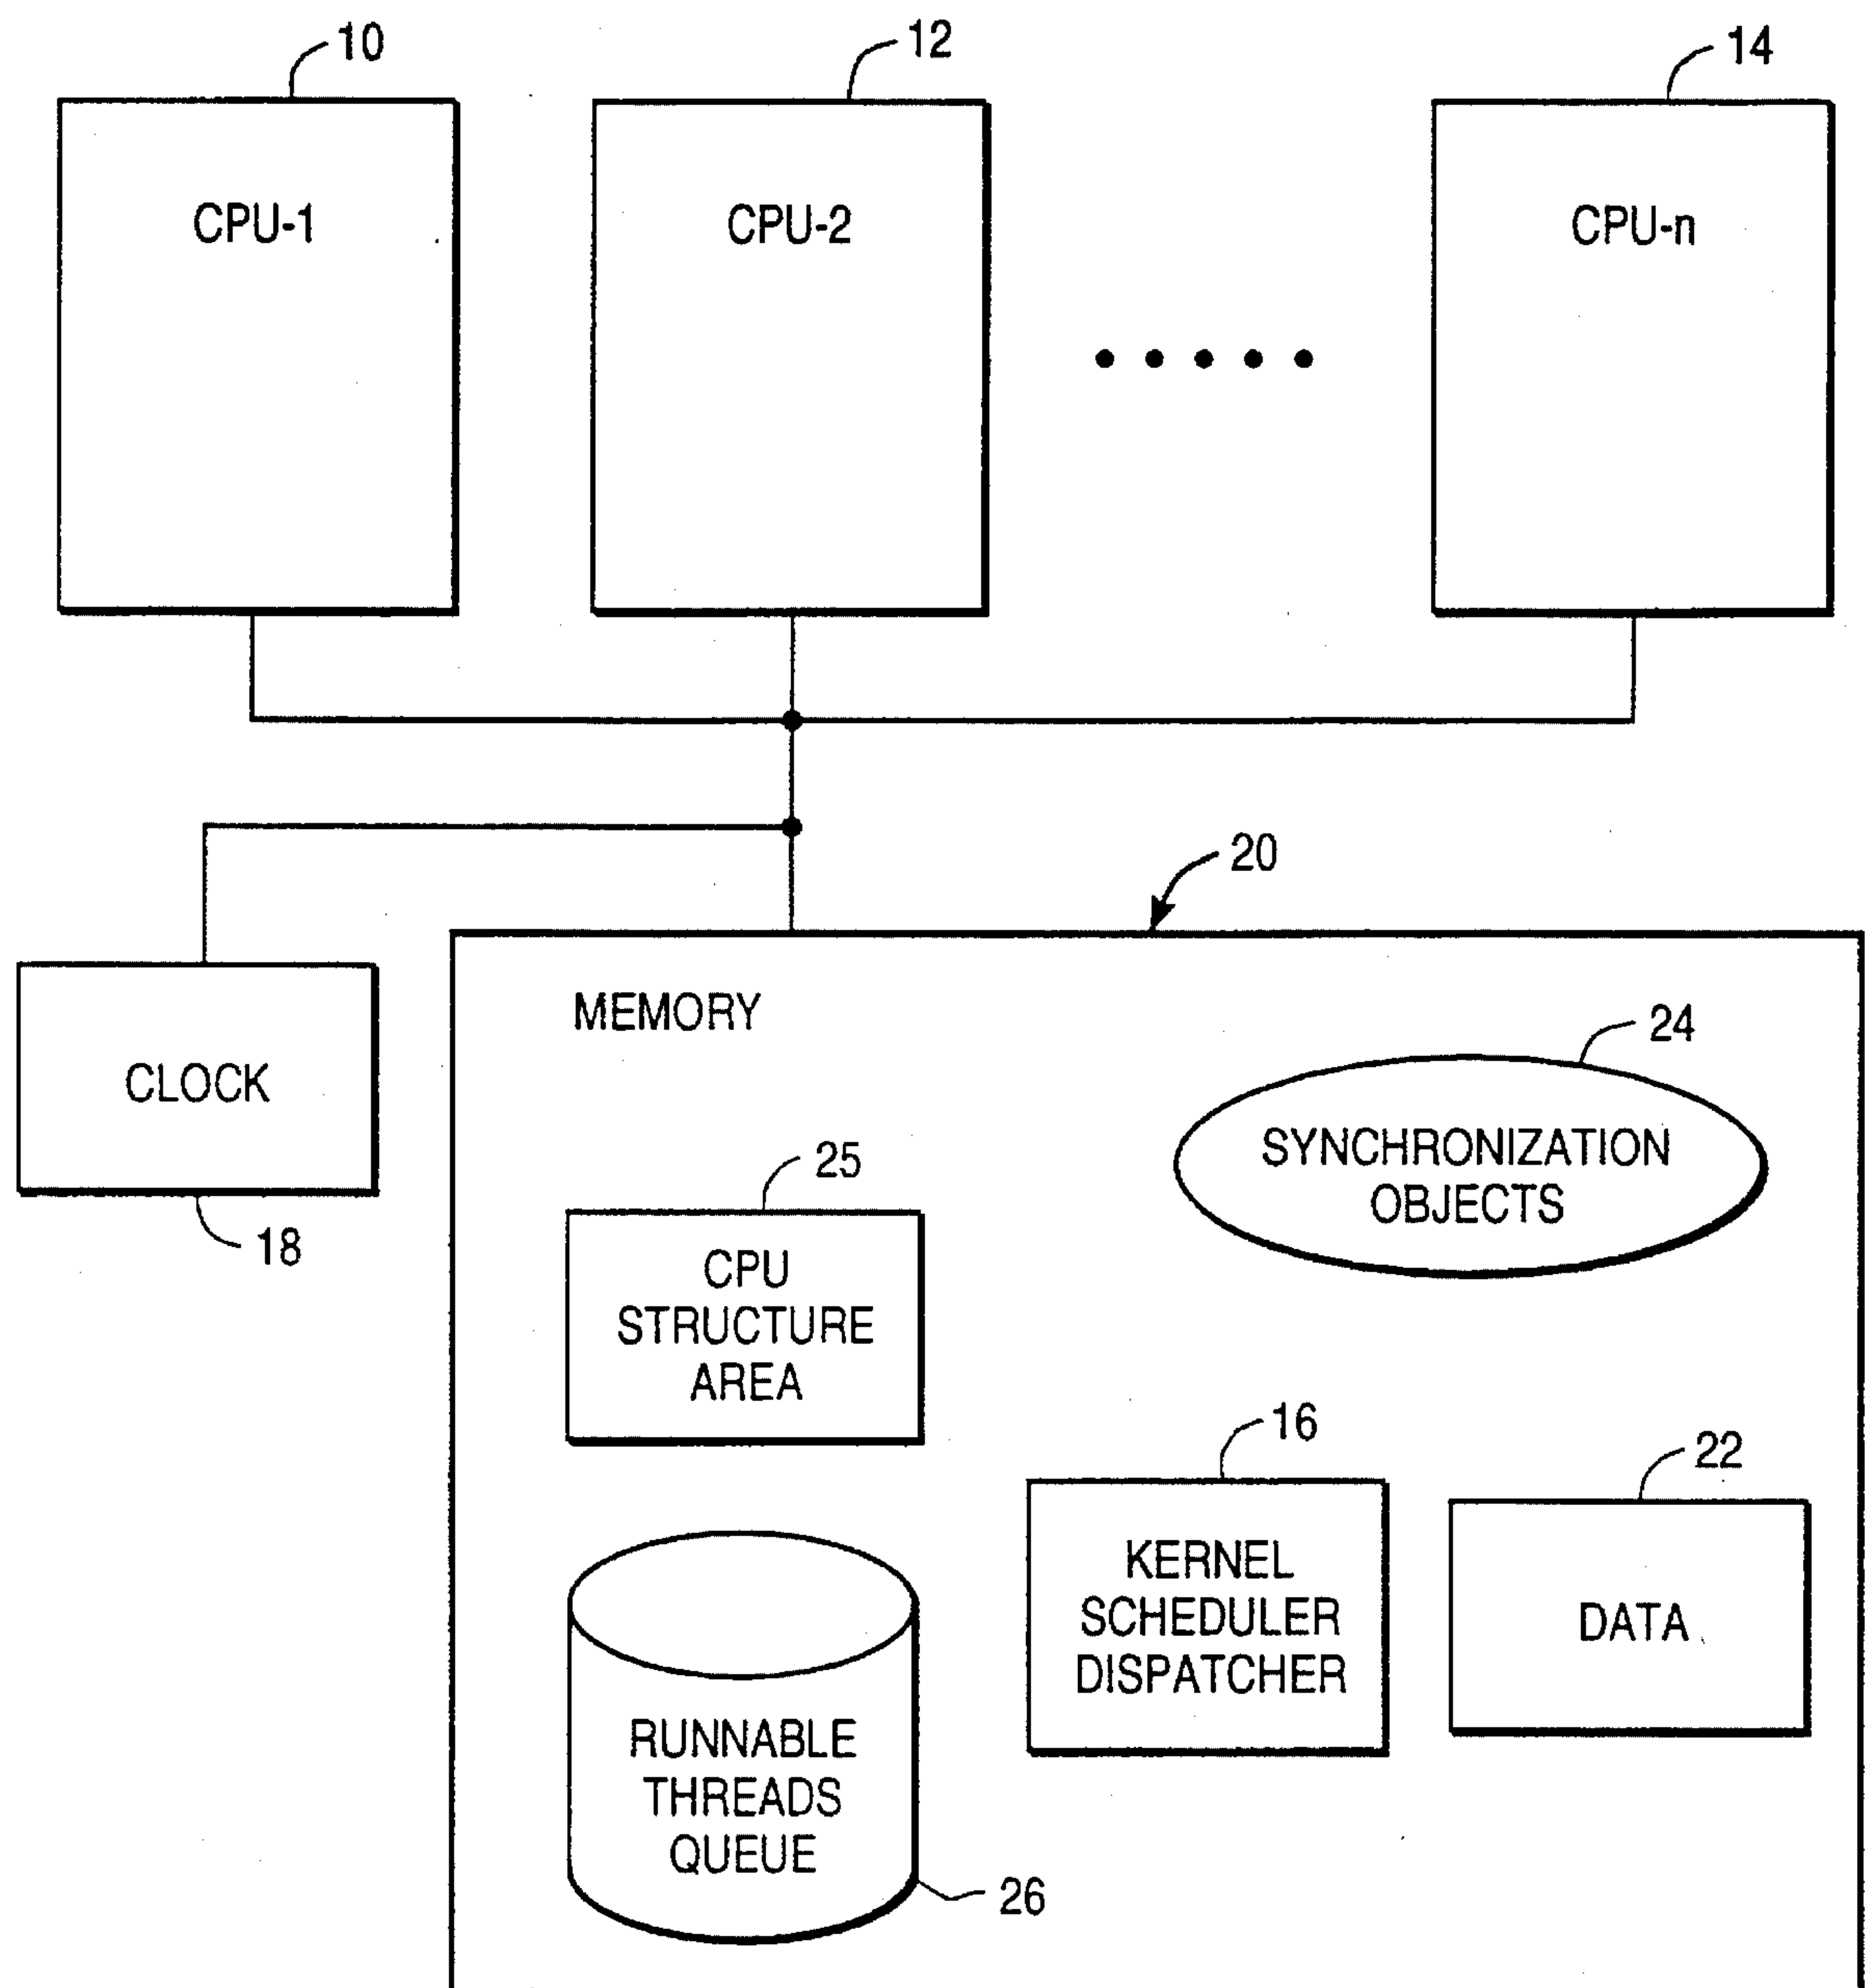 10
12
14
CPU-1
CPU-2
CPU-n
20
MEMORY
24
CLOCK
SYNCHRONIZATION
OBJECTS
18
25
CPU
STRUCTURE
AREA
16
22
KERNEL
SCHEDULER
DISPATCHER
DATA
RUNNABLE
THREADS
QUEUE
26